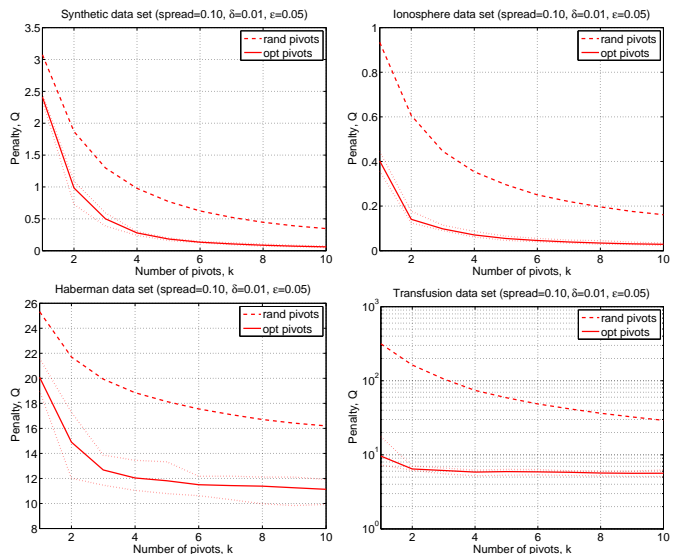 Synthetic data set (spread=0.10, δ=0.01, ε=0.05)
3.5
3
2.5
2
1.5
1
0.5
0
Penalty, Q
rand pivots
opt pivots
2
4
6
8
10
Number of pivots, k
Ionosphere data set (spread=0.10, δ=0.01, ε=0.05)
1
0.8
0.6
0.4
0.2
0
Penalty, Q
rand pivots
opt pivots
2
4
6
8
10
Number of pivots, k
Haberman data set (spread=0.10, δ=0.01, ε=0.05)
26
24
22
20
18
16
14
12
10
8
Penalty, Q
rand pivots
opt pivots
2
4
6
8
10
Number of pivots, k
Transfusion data set (spread=0.10, δ=0.01, ε=0.05)
10³
10²
10¹
10⁰
Penalty, Q
rand pivots
opt pivots
2
4
6
8
10
Number of pivots, k